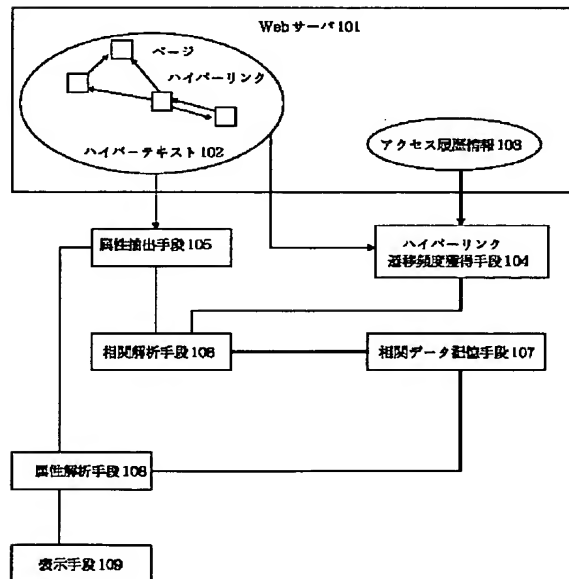 Webサーバ101
ページ
ハイパーリンク
ハイパーテキスト102
アクセス履歴情報103
属性抽出手段105
ハイパーリンク
遷移頻度獲得手段104
相関解析手段106
相関データ記憶手段107
属性解析手段108
表示手段109